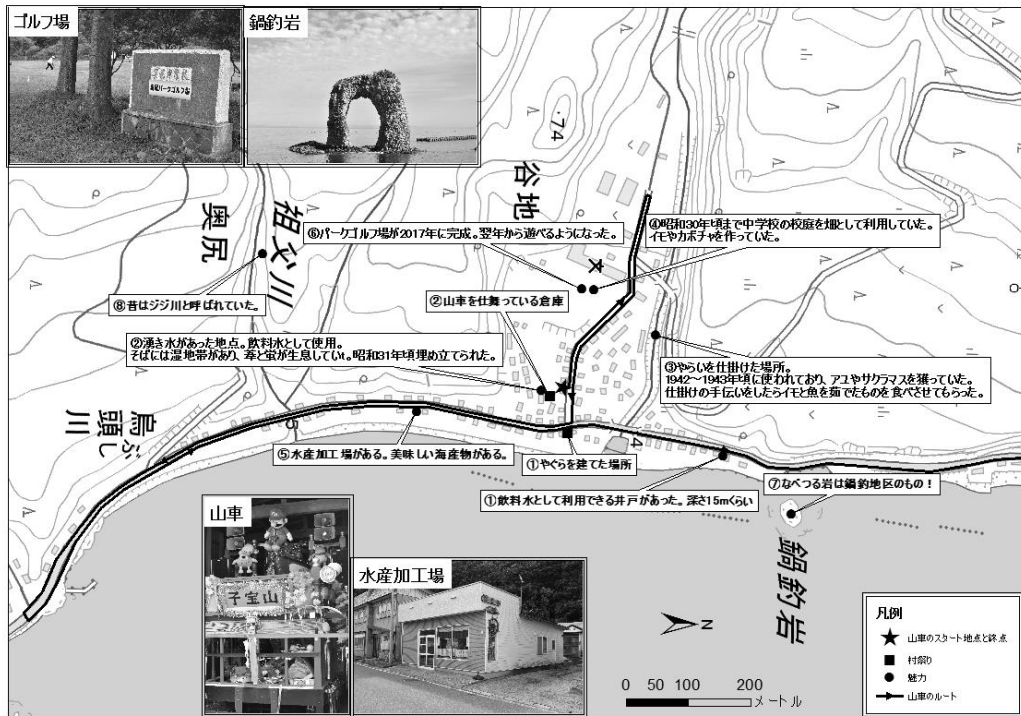 ゴルフ場
鍋釣岩
74
谷地
祖父川
奥尻
⑥パークゴルフ場が2017年に完成。翌年から遊べるようになった。
④昭和30年頃まで中学校の校庭を畑として利用していた。
イモやカボチャを作っていた。
⑧昔はジジ川と呼ばれていた。
②山車を仕舞っている倉庫
②湧き水があった地点。飲料水として使用。
そばには湿地帯があり、芹と蛍が生息していた。昭和31年頃埋め立てられた。
③やらいを仕掛けた場所。
1942~1943年頃に使われており、アユやサクラマスを獲っていた。
仕掛けの手伝いをしたらイモと魚を茹でたものを食べさせてもらった。
烏頭川
ぶし
⑤水産加工場がある。美味しい海産物がある。
①やぐらを建てた場所
①飲料水として利用できる井戸があった。深さ15mくらい
⑦なべつる岩は鍋釣地区のもの!
鍋釣岩
山車
子宝山
水産加工場
N
0 50 100 200
メートル
凡例
山車のスタート地点と終点
村祭り
魅力
山車のルート